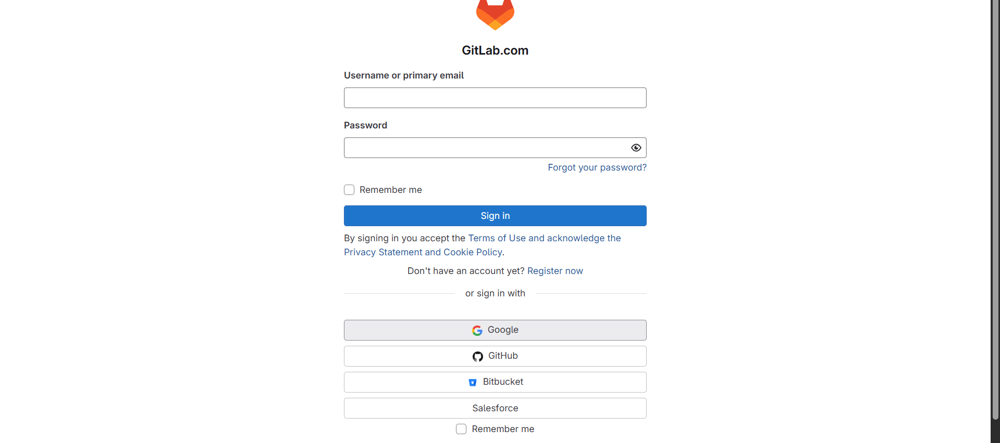 GitLab.com
Username or primary email
Password
Forgot your password?
Remember me
Sign in
By signing in you accept the Terms of Use and acknowledge the
Privacy Statement and Cookie Policy.
Don't have an account yet? Register now
or sign in with
Google
GitHub
Bitbucket
Salesforce
Remember me